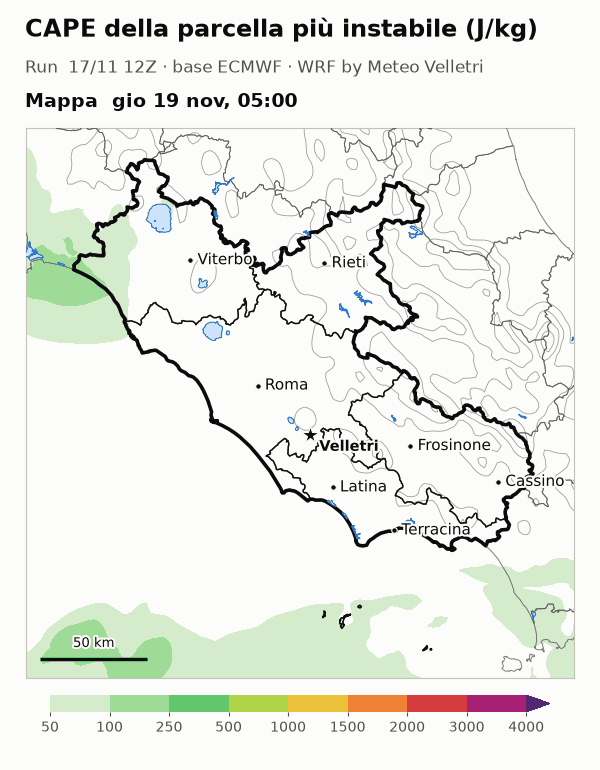 CAPE della parcella più instabile (J/kg)
Run  17/11 12Z · base ECMWF · WRF by Meteo Velletri
Mappa  gio 19 nov, 05:00
Viterbo
Rieti
Roma
Velletri
Frosinone
Cassino
Latina
Terracina
50 km
50 100 250 500 1000 1500 2000 3000 4000